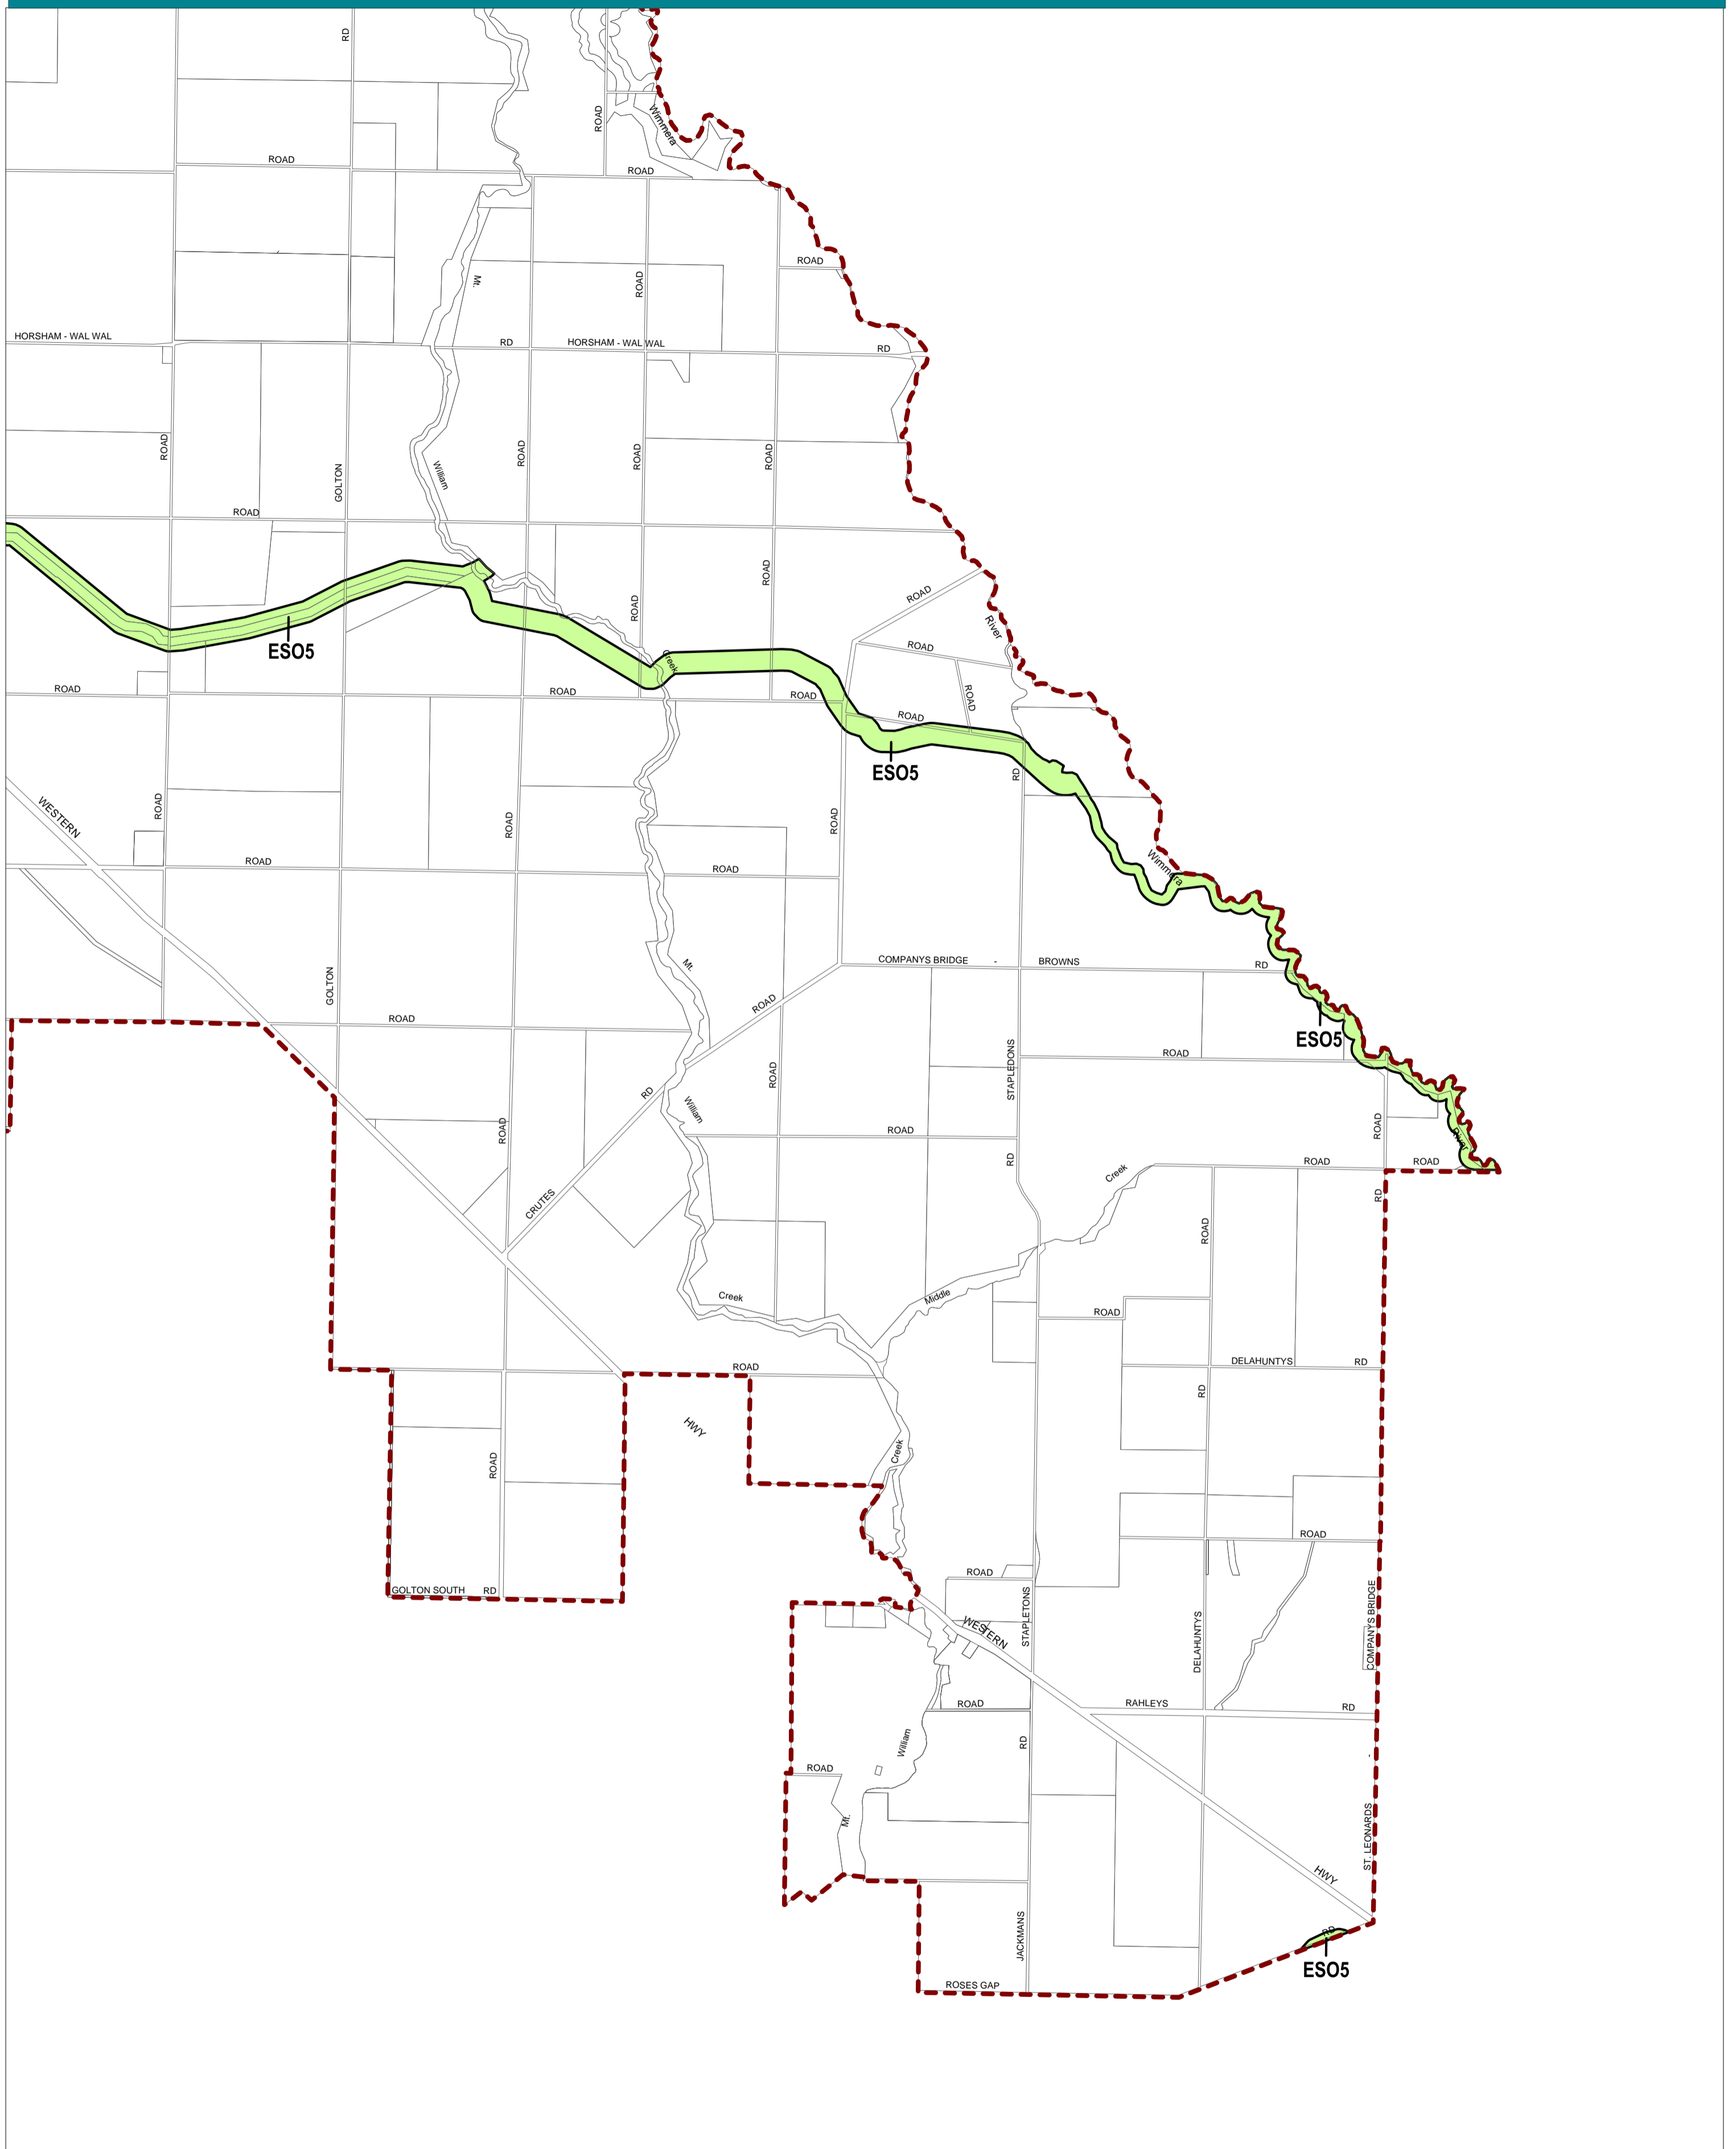 RD
ROAD
Wimmera
ROAD
ROAD
ROAD
ROAD
Mt.
HORSHAM - WAL WAL
RD
HORSHAM - WAL WAL
RD
ROAD
GOLTON
William
ROAD
ROAD
ROAD
ROAD
ROAD
ROAD
ROAD
River
ESO5
Creek
ROAD
ROAD
ROAD
ROAD
ROAD
ROAD
ESO5
RD
WESTERN
ROAD
ROAD
ROAD
ROAD
ROAD
Wimmera
GOLTON
Mt.
COMPANYS BRIDGE
-
BROWNS
RD
ROAD
ROAD
ESO5
ROAD
STAPLEDONS
ROAD
RD
William
ROAD
ROAD
RD
ROAD
River
ROAD
ROAD
Creek
RD
CRUTES
ROAD
Creek
Middle
ROAD
ROAD
DELAHUNTYS
RD
RD
HWY
Creek
ROAD
ROAD
GOLTON SOUTH
RD
ROAD
STAPLETONS
WESTERN
DELAHUNTYS
COMPANYS BRIDGE
ROAD
RAHLEYS
RD
William
RD
-
ROAD
Mt.
ST. LEONARDS
HWY
JACKMANS
RD
ESO5
ROSES GAP